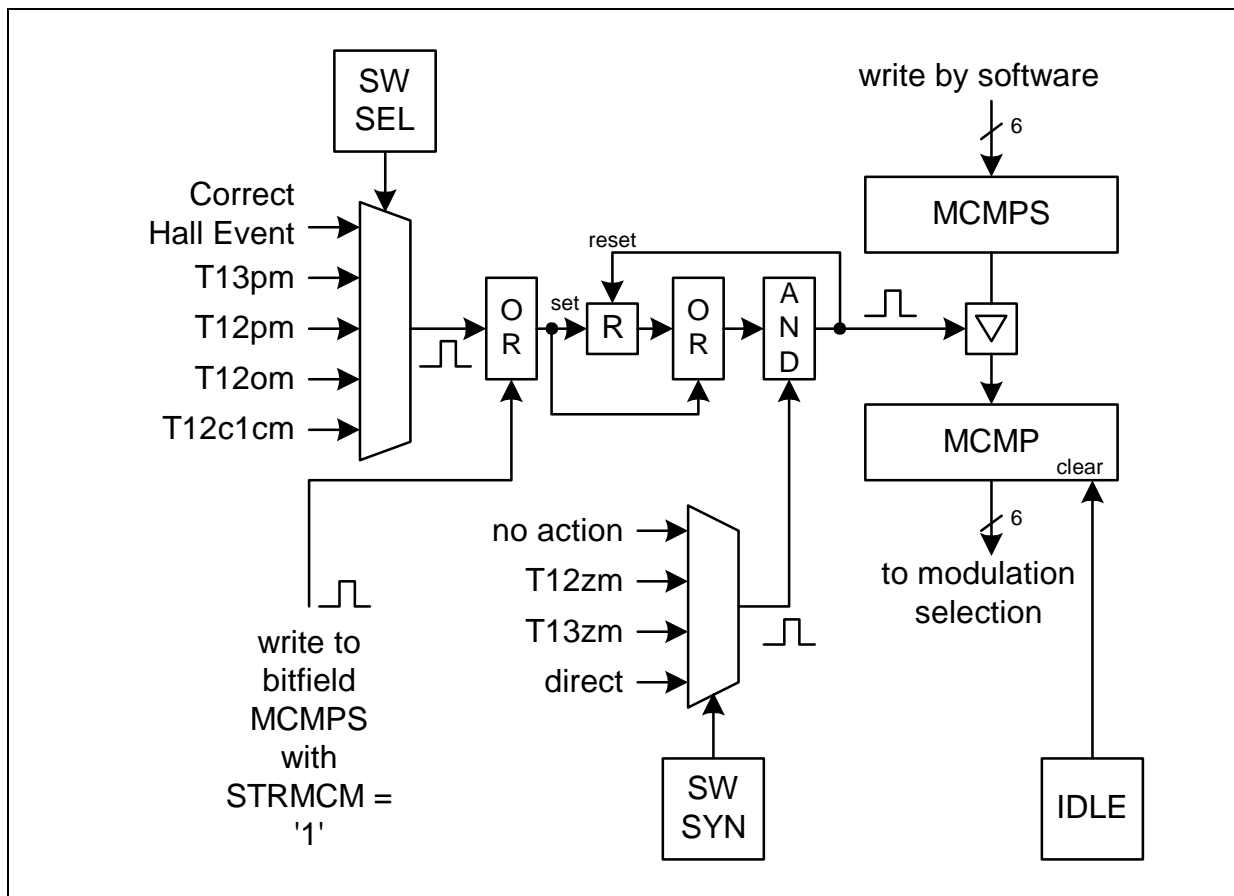 SW
SEL
write by software
6
MCMPS
Correct
Hall Event
T13pm
T12pm
T12om
T12c1cm
O
R
set
reset
R
O
R
A
N
D
MCMP
clear
6
to modulation
selection
no action
T12zm
T13zm
direct
write to
bitfield
MCMPS
with
STRMCM =
'1'
SW
SYN
IDLE